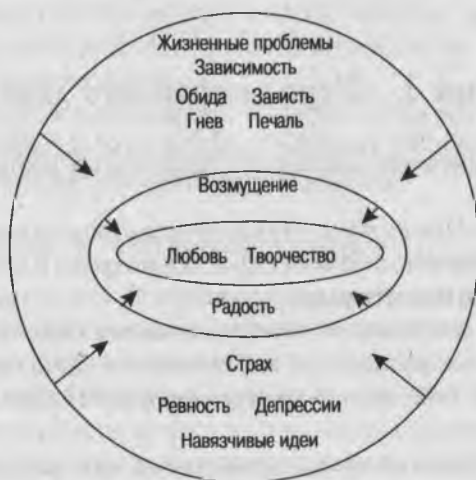 Жизненные проблемы
Зависимость
Обида Зависть
Гнев Печаль
Возмущение
Любовь Творчество
Радость
Страх
Ревность Депрессии
Навязчивые идеи